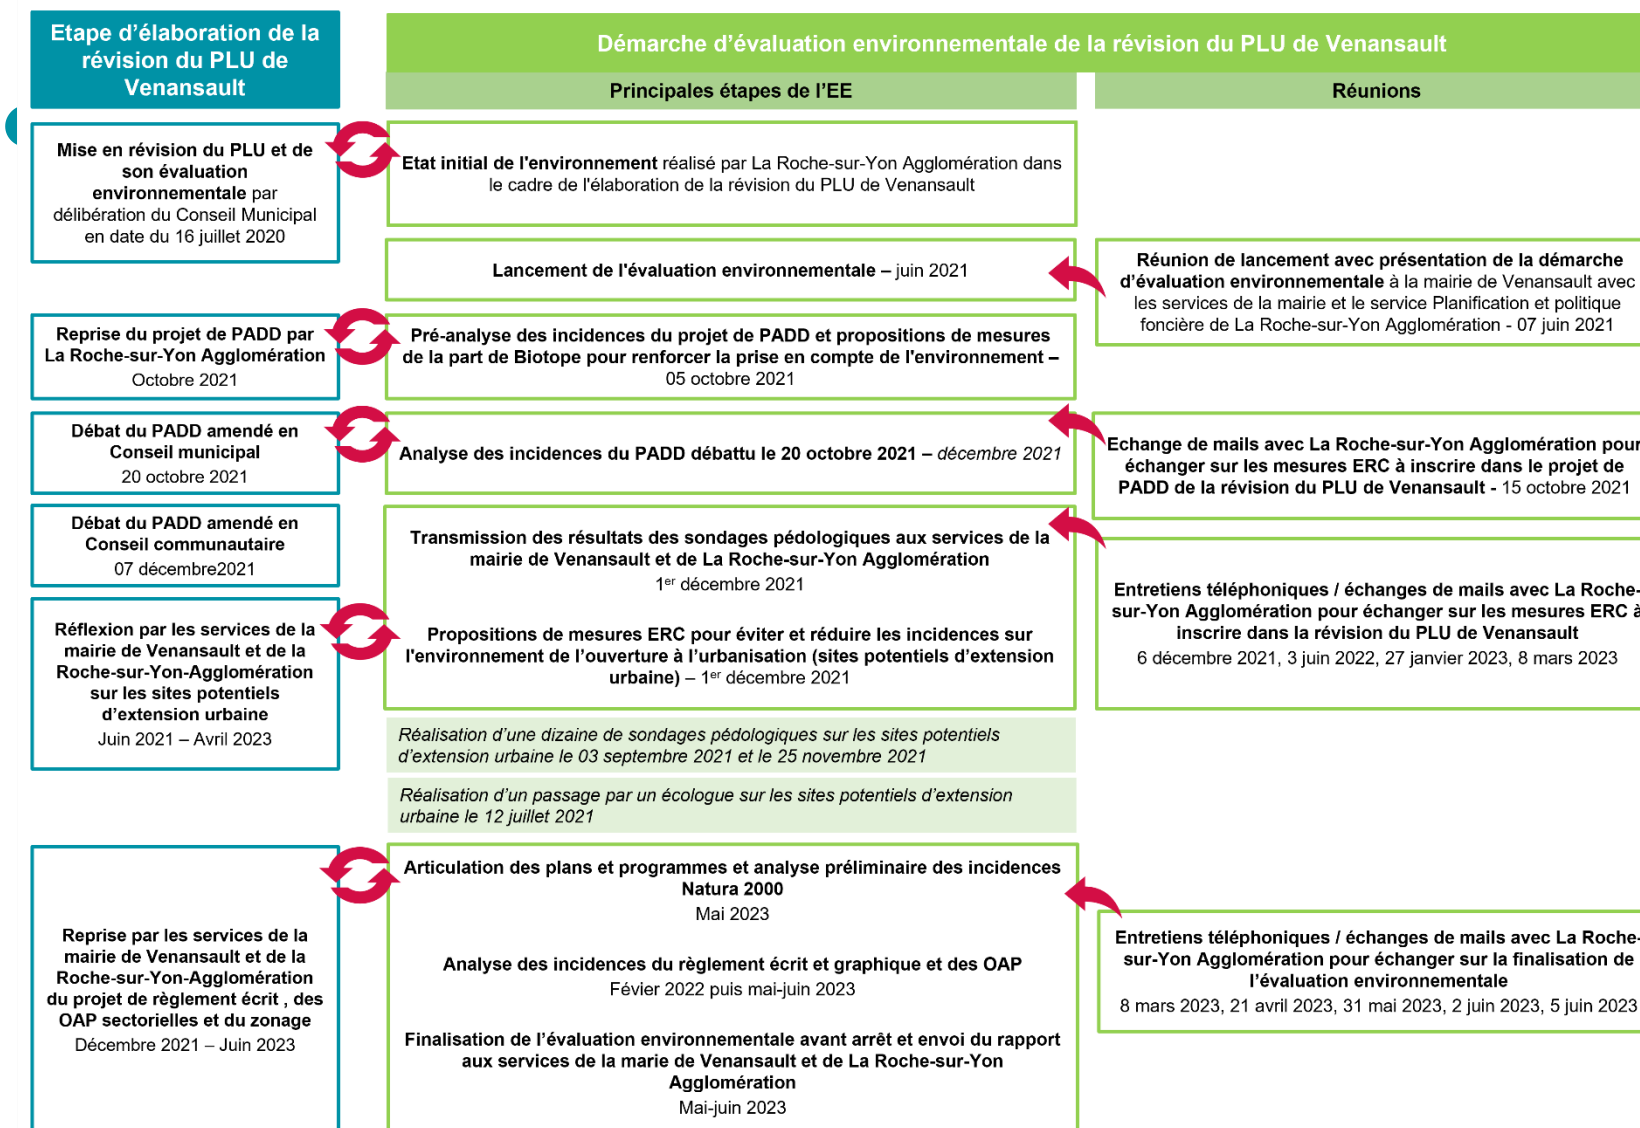 Etape d’élaboration de la
révision du PLU de
Venansault
Démarche d’évaluation environnementale de la révision du PLU de Venansault
Principales étapes de l’EE
Réunions
Mise en révision du PLU et de
son évaluation
environnementale par
délibération du Conseil Municipal
en date du 16 juillet 2020
Etat initial de l'environnement réalisé par La Roche-sur-Yon Agglomération dans
le cadre de l'élaboration de la révision du PLU de Venansault
Lancement de l'évaluation environnementale – juin 2021
Réunion de lancement avec présentation de la démarche
d’évaluation environnementale à la mairie de Venansault avec
les services de la mairie et le service Planification et politique
foncière de La Roche-sur-Yon Agglomération - 07 juin 2021
Reprise du projet de PADD par
La Roche-sur-Yon Agglomération
Octobre 2021
Pré-analyse des incidences du projet de PADD et propositions de mesures
de la part de Biotope pour renforcer la prise en compte de l'environnement –
05 octobre 2021
Débat du PADD amendé en
Conseil municipal
20 octobre 2021
Analyse des incidences du PADD débattu le 20 octobre 2021 – décembre 2021
Echange de mails avec La Roche-sur-Yon Agglomération pour
échanger sur les mesures ERC à inscrire dans le projet de
PADD de la révision du PLU de Venansault - 15 octobre 2021
Débat du PADD amendé en
Conseil communautaire
07 décembre2021
Transmission des résultats des sondages pédologiques aux services de la
mairie de Venansault et de La Roche-sur-Yon Agglomération
1er décembre 2021
Propositions de mesures ERC pour éviter et réduire les incidences sur
l'environnement de l’ouverture à l’urbanisation (sites potentiels d’extension
urbaine) – 1er décembre 2021
Entretiens téléphoniques / échanges de mails avec La Roche-
sur-Yon Agglomération pour échanger sur les mesures ERC à
inscrire dans la révision du PLU de Venansault
6 décembre 2021, 3 juin 2022, 27 janvier 2023, 8 mars 2023
Réflexion par les services de la
mairie de Venansault et de la
Roche-sur-Yon-Agglomération
sur les sites potentiels
d’extension urbaine
Juin 2021 – Avril 2023
Réalisation d’une dizaine de sondages pédologiques sur les sites potentiels
d’extension urbaine le 03 septembre 2021 et le 25 novembre 2021
Réalisation d’un passage par un écologue sur les sites potentiels d’extension
urbaine le 12 juillet 2021
Reprise par les services de la
mairie de Venansault et de la
Roche-sur-Yon-Agglomération
du projet de règlement écrit , des
OAP sectorielles et du zonage
Décembre 2021 – Juin 2023
Articulation des plans et programmes et analyse préliminaire des incidences
Natura 2000
Mai 2023
Analyse des incidences du règlement écrit et graphique et des OAP
Févier 2022 puis mai-juin 2023
Finalisation de l’évaluation environnementale avant arrêt et envoi du rapport
aux services de la marie de Venansault et de La Roche-sur-Yon
Agglomération
Mai-juin 2023
Entretiens téléphoniques / échanges de mails avec La Roche-
sur-Yon Agglomération pour échanger sur la finalisation de
l’évaluation environnementale
8 mars 2023, 21 avril 2023, 31 mai 2023, 2 juin 2023, 5 juin 2023